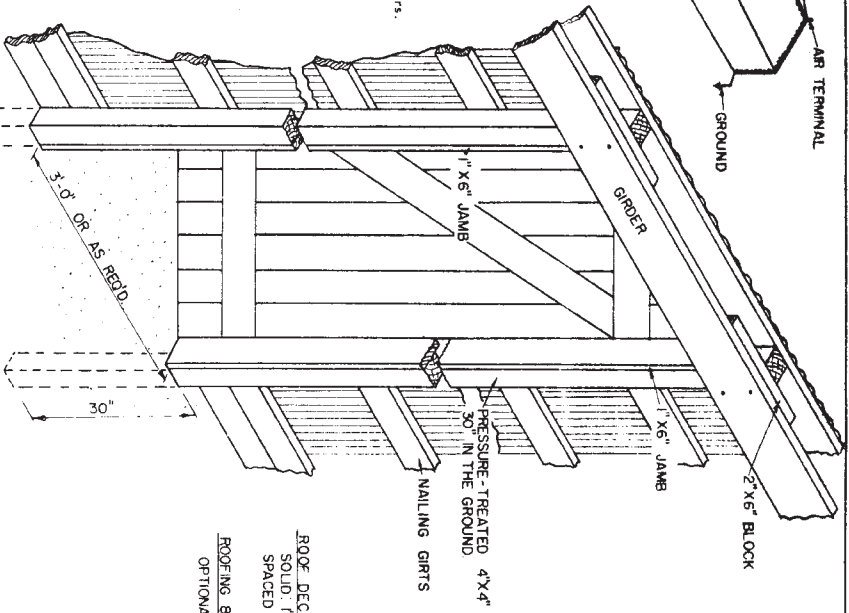 AIR TERMINAL
GROUND
GIRDER
1"X6" JAMB
3'-0" OR AS REQ'D.
30"
1"X6" JAMB
2"X6" BLOCK
PRESSURE-TREATED 4"X4"
30" IN THE GROUND.
NAILING GIRTS
ROOF DEC
SOLID:
SPACED
ROOFING
OPTIONA